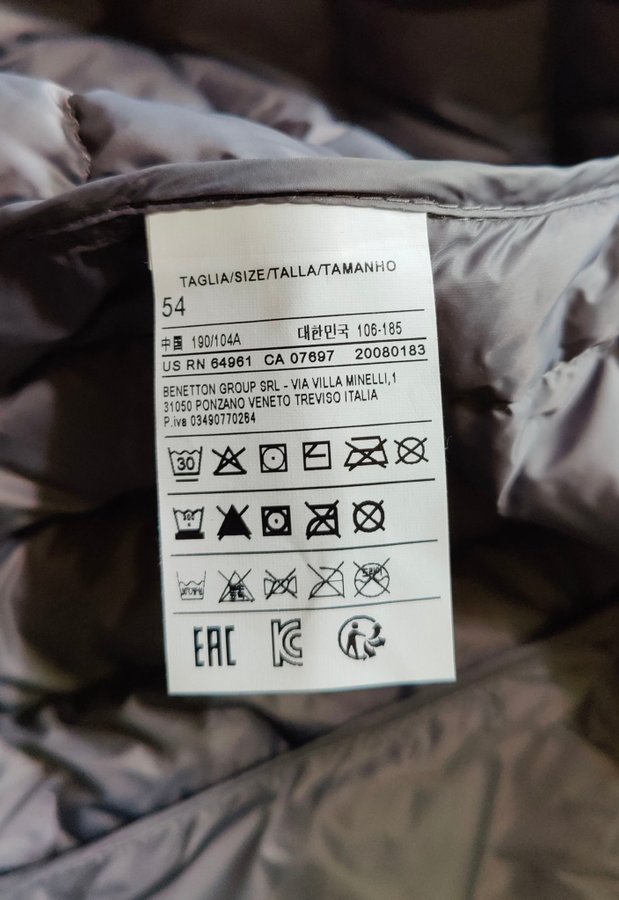 TAGLIA/SIZE/TALLA/TAMANHO
54
中国 190/104A 대한민국 106-185
US RN 64961 CA 07697 20080183
BENETTON GROUP SRL - VIA VILLA MINELLI,1
31050 PONZANO VENETO TREVISO ITALIA
P.iva 03490770264
30
EAC